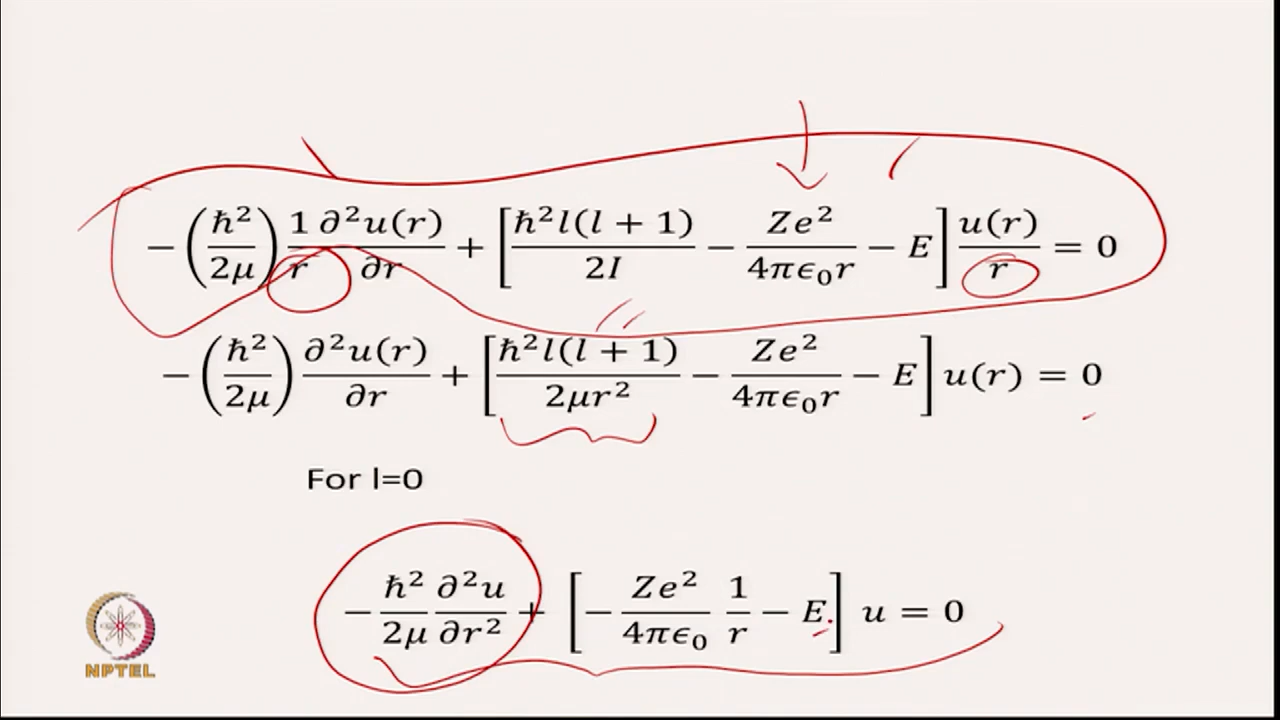 −(ℏ²/2μ) 1/r ∂²u(r)/∂r + [ℏ²l(l + 1)/2I − Ze²/4πϵ₀r − E] u(r)/r = 0
−(ℏ²/2μ) ∂²u(r)/∂r + [ℏ²l(l + 1)/2μr² − Ze²/4πϵ₀r − E] u(r) = 0
For l=0
−ℏ²/2μ ∂²u/∂r² + [−Ze²/4πϵ₀ 1/r − E.] u = 0
NPTEL